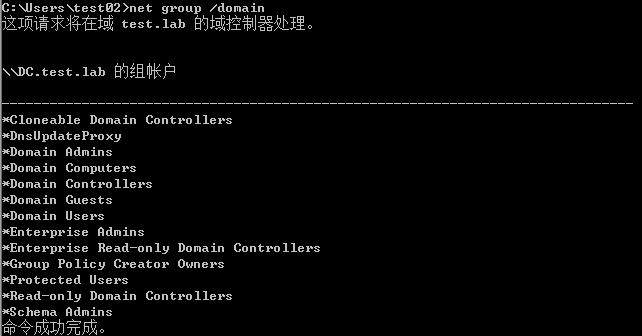 C:\Users\test02>net group /domain
这项请求将在域 test.lab 的域控制器处理。
\\DC.test.lab 的组帐户
-------------------------------------------------------------------------------
*Cloneable Domain Controllers
*DnsUpdateProxy
*Domain Admins
*Domain Computers
*Domain Controllers
*Domain Guests
*Domain Users
*Enterprise Admins
*Enterprise Read-only Domain Controllers
*Group Policy Creator Owners
*Protected Users
*Read-only Domain Controllers
*Schema Admins
命令成功完成。